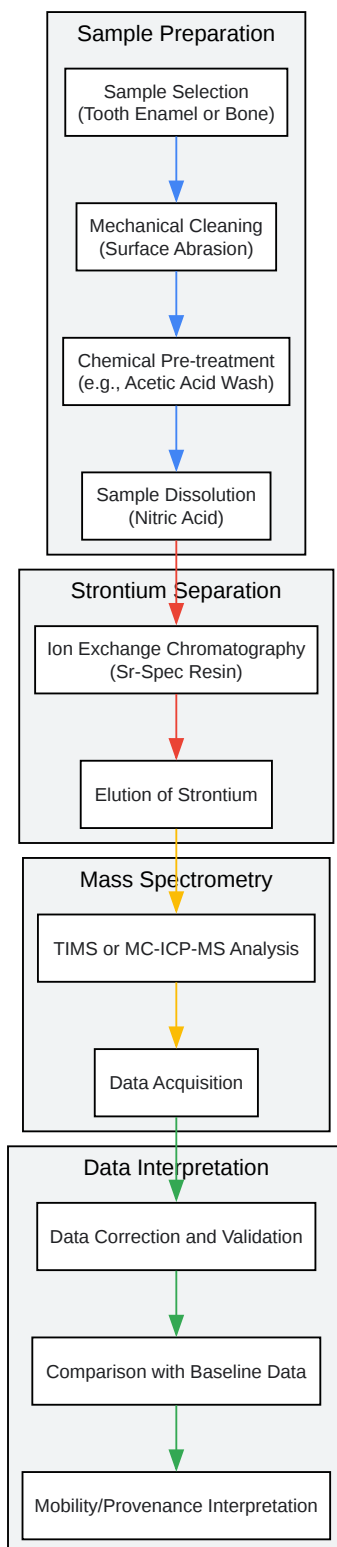 Sample Preparation
Sample Selection
(Tooth Enamel or Bone)
Mechanical Cleaning
(Surface Abrasion)
Chemical Pre-treatment
(e.g., Acetic Acid Wash)
Sample Dissolution
(Nitric Acid)
Strontium Separation
Ion Exchange Chromatography
(Sr-Spec Resin)
Elution of Strontium
Mass Spectrometry
TIMS or MC-ICP-MS Analysis
Data Acquisition
Data Interpretation
Data Correction and Validation
Comparison with Baseline Data
Mobility/Provenance Interpretation